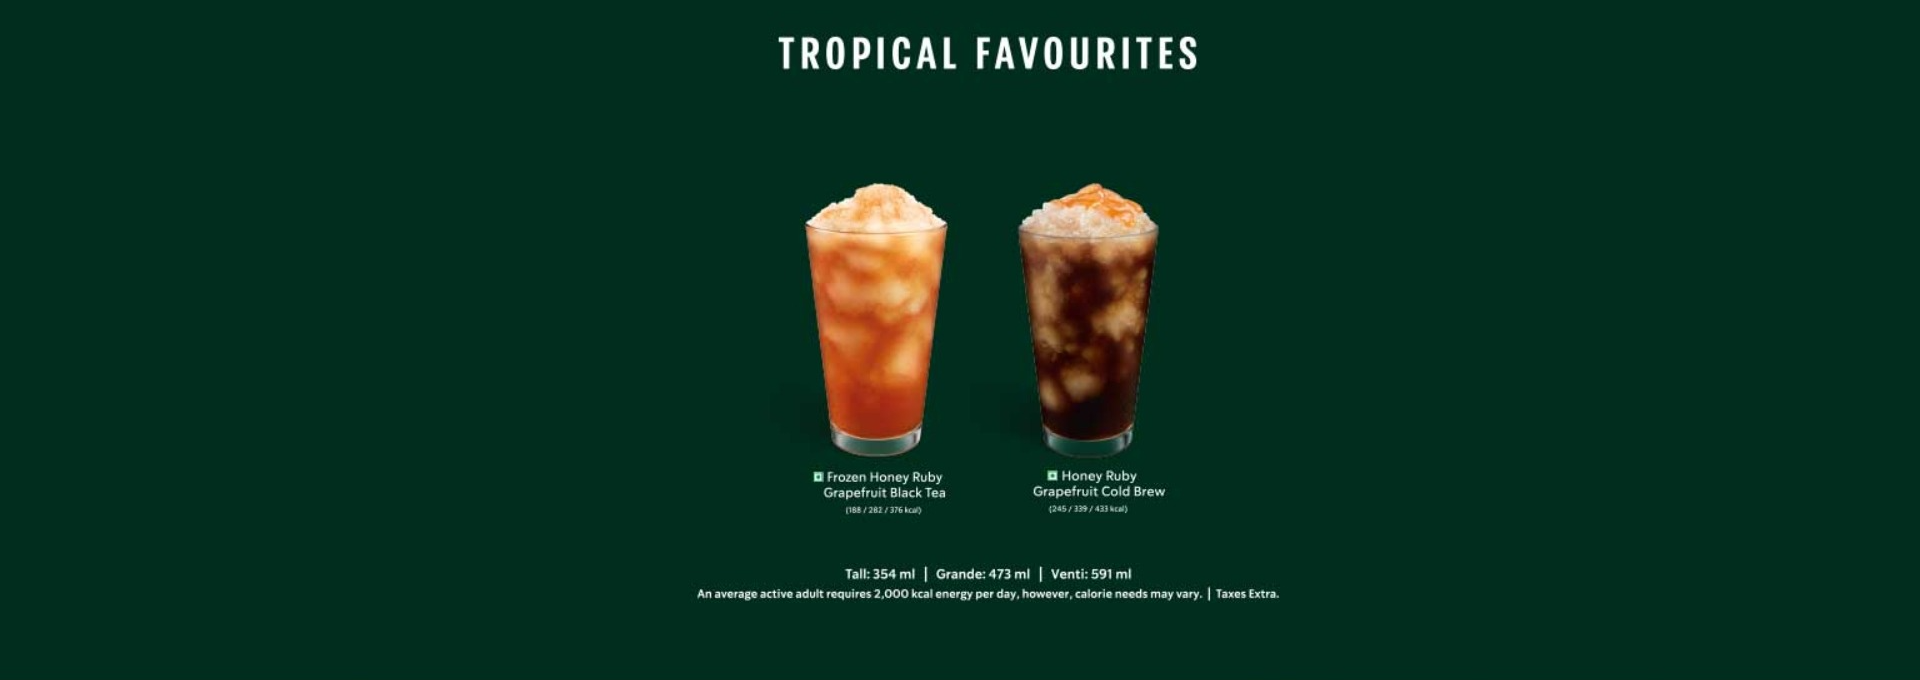 TROPICAL FAVOURITES
Frozen Honey Ruby
Grapefruit Black Tea
(188 / 282 / 376 kcal)
Honey Ruby
Grapefruit Cold Brew
(245 / 339 / 433 kcal)
Tall: 354 ml | Grande: 473 ml | Venti: 591 ml
An average active adult requires 2,000 kcal energy per day, however, calorie needs may vary. | Taxes Extra.